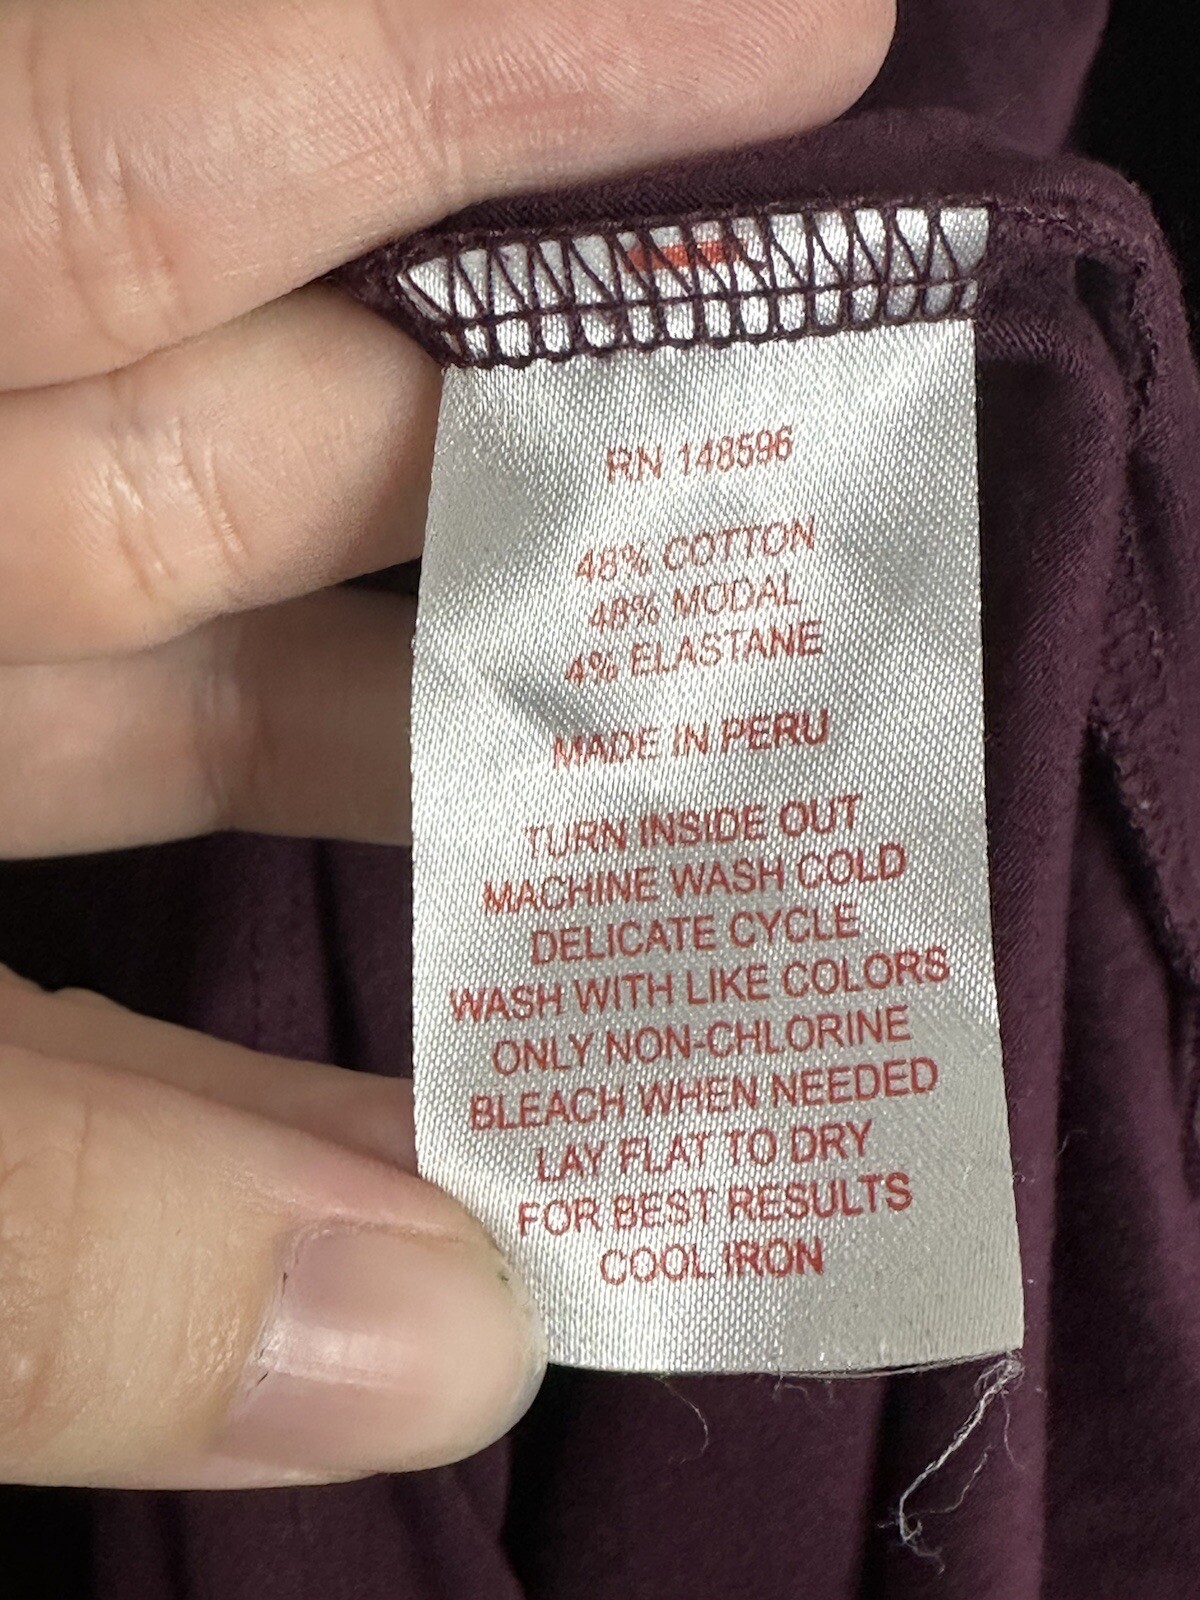 RN 148596
48% COTTON
48% MODAL
4% ELASTANE
MADE IN PERU
TURN INSIDE OUT
MACHINE WASH COLD
DELICATE CYCLE
WASH WITH LIKE COLORS
ONLY NON-CHLORINE
BLEACH WHEN NEEDED
LAY FLAT TO DRY
FOR BEST RESULTS
COOL IRON